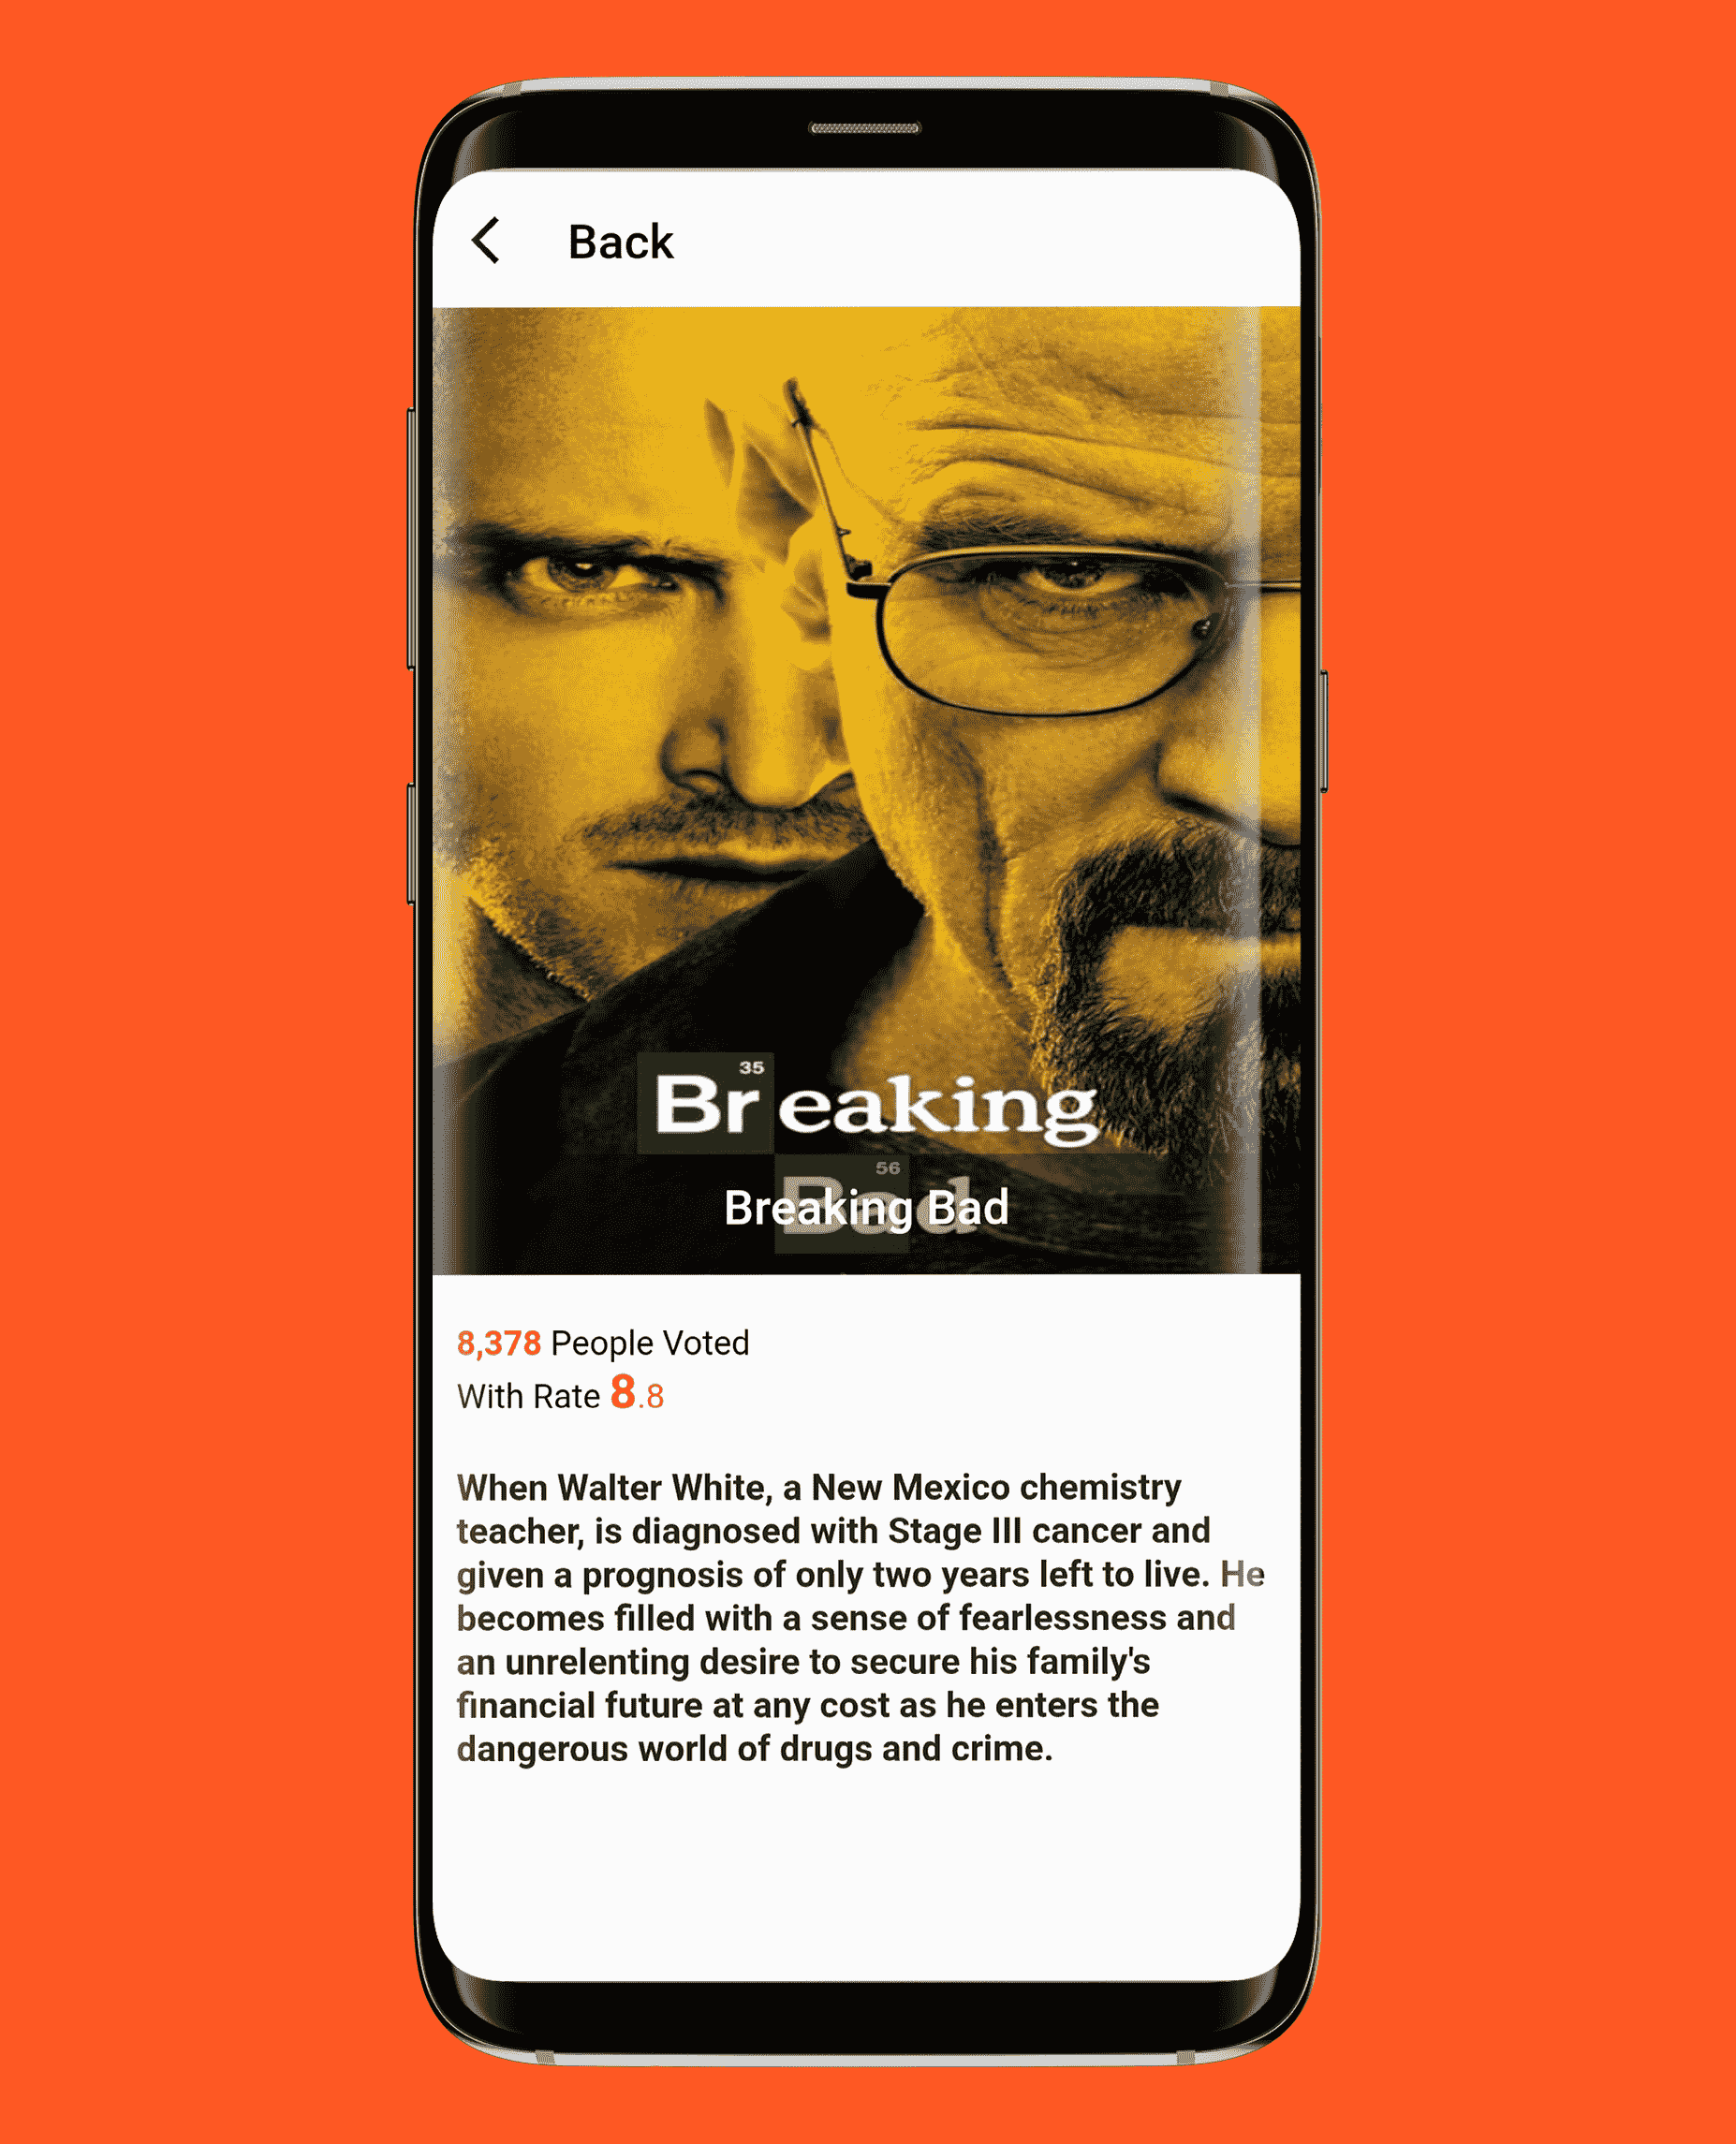 Back
35
Breaking
56
Bad
Breaking Bad
8,378 People Voted
With Rate 8.8
When Walter White, a New Mexico chemistry
teacher, is diagnosed with Stage III cancer and
given a prognosis of only two years left to live. He
becomes filled with a sense of fearlessness and
an unrelenting desire to secure his family's
financial future at any cost as he enters the
dangerous world of drugs and crime.